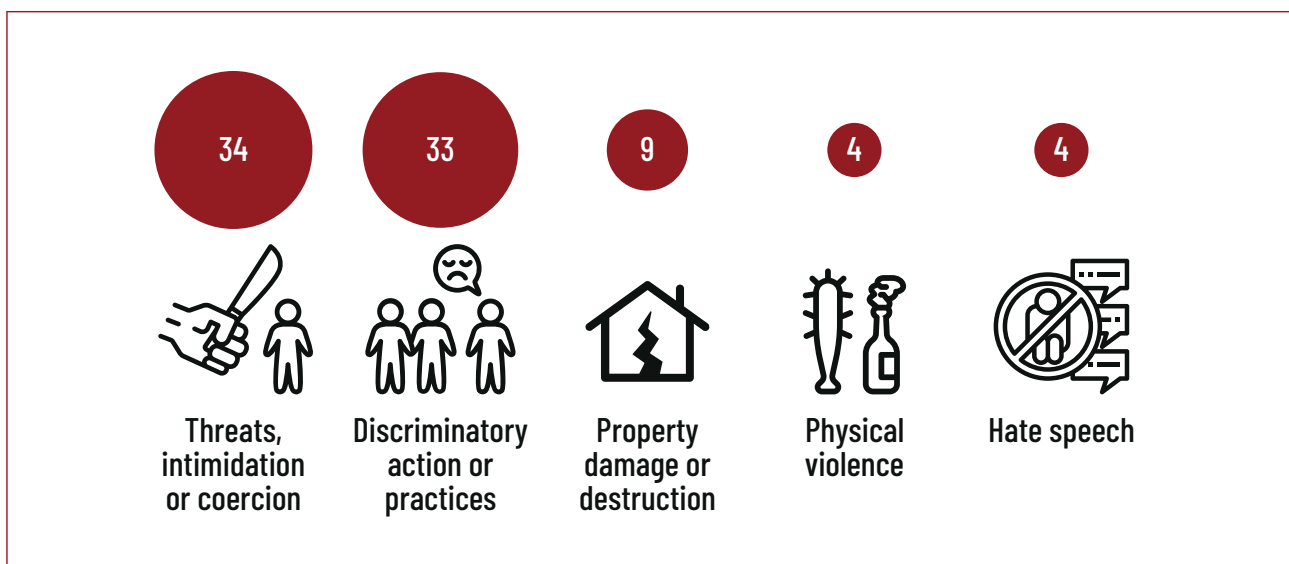 34
33
9
4
4
Threats,
intimidation
or coercion
Discriminatory
action or
practices
Property
damage or
destruction
Physical
violence
Hate speech